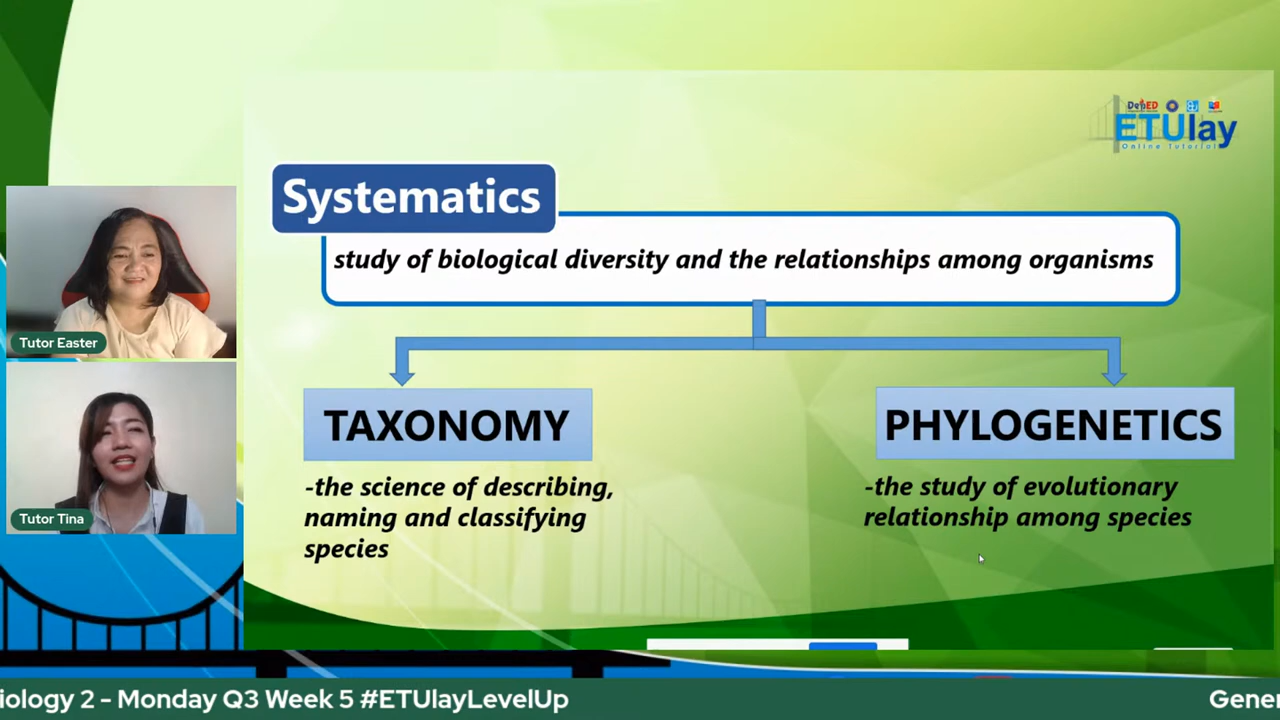 DepED
ETUlay
Online Tutorial
Systematics
study of biological diversity and the relationships among organisms
TAXONOMY
PHYLOGENETICS
-the science of describing,
naming and classifying
species
-the study of evolutionary
relationship among species
Tutor Easter
Tutor Tina
iology 2 - Monday Q3 Week 5 #ETUlayLevelUp
Gener